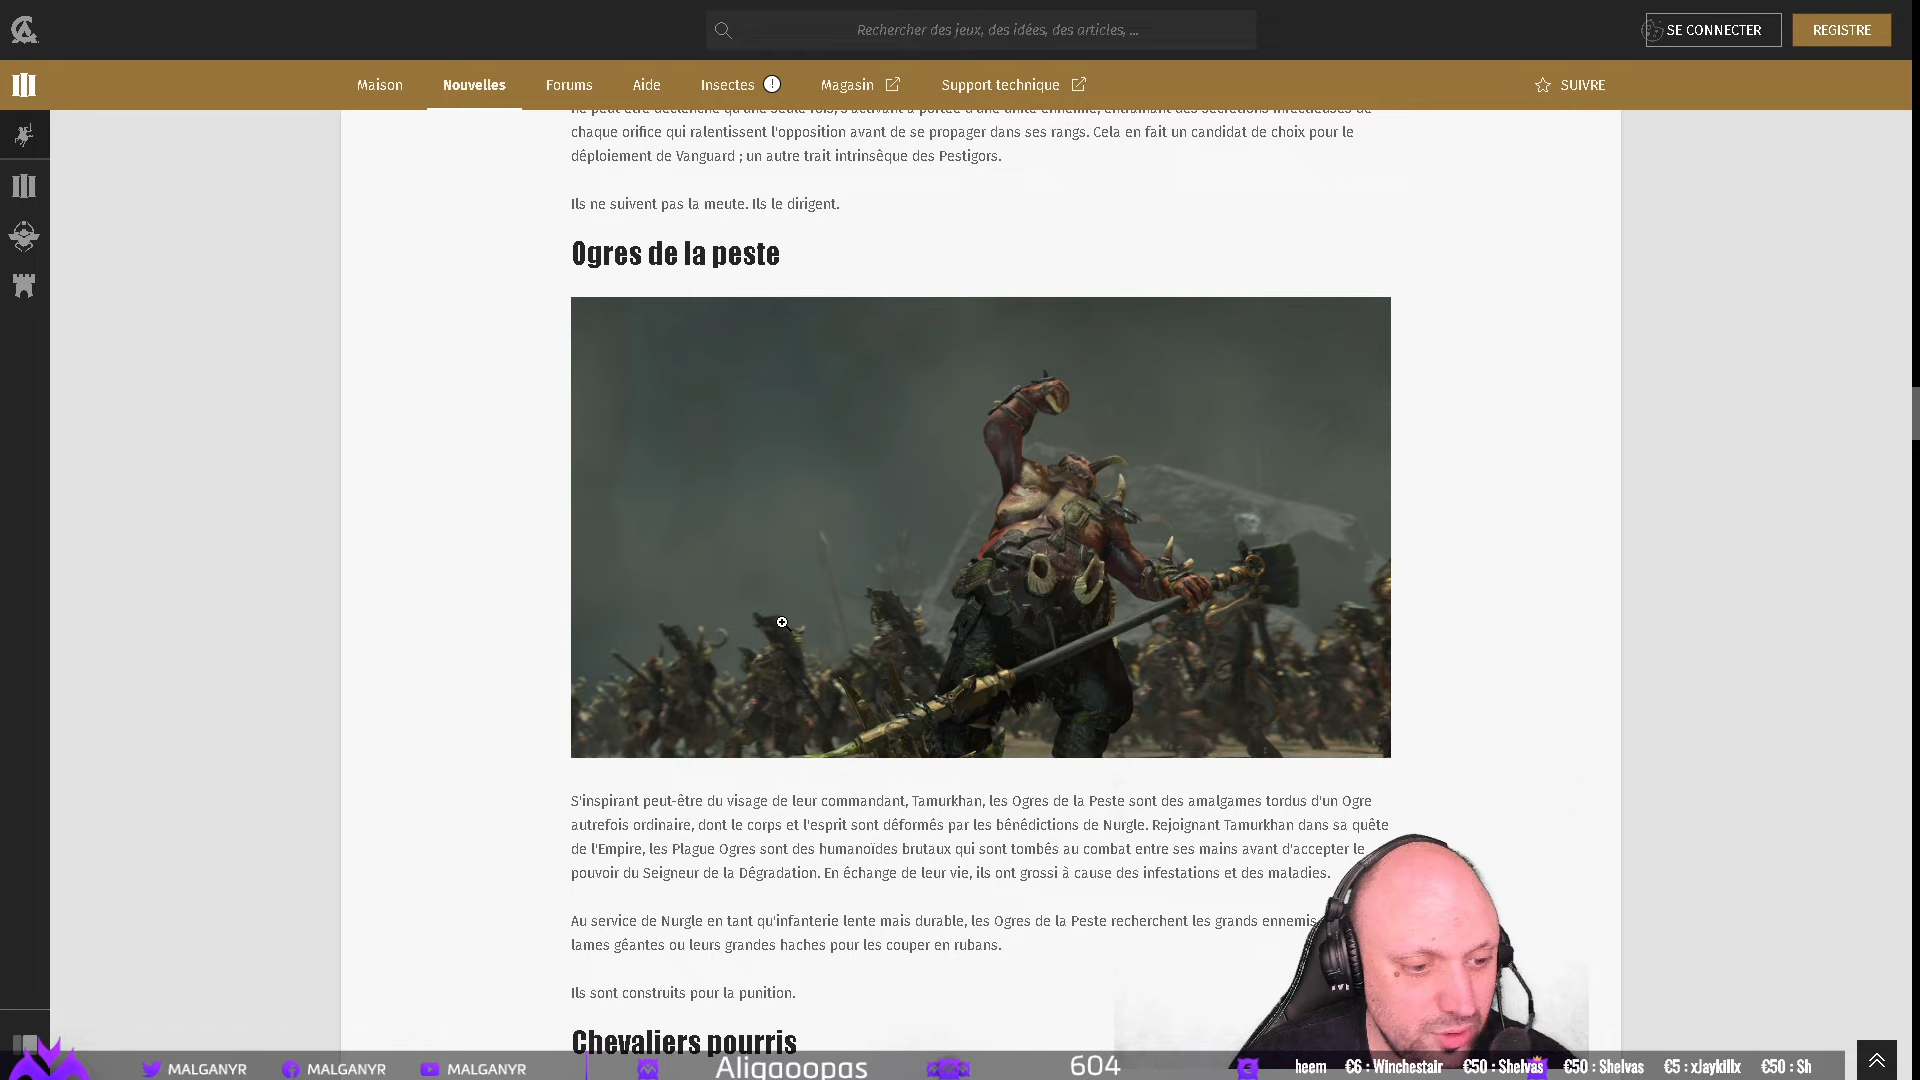 Rechercher des jeux, des idées, des articles, ...
SE CONNECTER
REGISTRE
Maison
Nouvelles
Forums
Aide
Insectes !
Magasin
Support technique
SUIVRE
chaque orifice qui ralentissent l'opposition avant de se propager dans ses rangs. Cela en fait un candidat de choix pour le
déploiement de Vanguard ; un autre trait intrinsèque des Pestigors.
Ils ne suivent pas la meute. Ils le dirigent.
Ogres de la peste
S'inspirant peut-être du visage de leur commandant, Tamurkhan, les Ogres de la Peste sont des amalgames tordus d'un Ogre
autrefois ordinaire, dont le corps et l'esprit sont déformés par les bénédictions de Nurgle. Rejoignant Tamurkhan dans sa quête
de l'Empire, les Plague Ogres sont des humanoïdes brutaux qui sont tombés au combat entre ses mains avant d'accepter le
pouvoir du Seigneur de la Dégradation. En échange de leur vie, ils ont grossi à cause des infestations et des maladies.
Au service de Nurgle en tant qu'infanterie lente mais durable, les Ogres de la Peste recherchent les grands ennemis
lames géantes ou leurs grandes haches pour les couper en rubans.
Ils sont construits pour la punition.
Chevaliers pourris
MALGANYR
MALGANYR
MALGANYR
Aligaoopas
604
heem €6 : Winchestair €50 : Shelvas €50 : Shelvas €5 : xJaykillx €50 : Sh